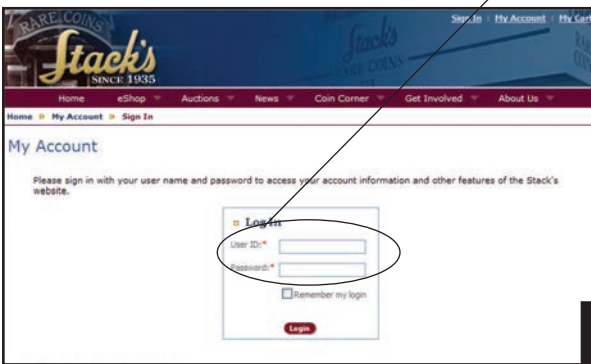 RARE COINS
Sign In | My Account | My Cart
Stack's
SINCE 1935
Stack's
RARE COINS
Home eShop Auctions News Coin Corner Get Involved About Us
Home » My Account » Sign In
My Account
Please sign in with your user name and password to access your account information and other features of the Stack's
website.
» Log In
User ID:*
Password:*
Remember my login
Login